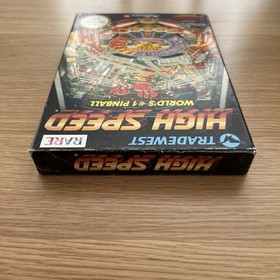 WORLD'S #1 PINBALL
HIGH SPEED
TRADEWEST
RARE
HIGH SPEED